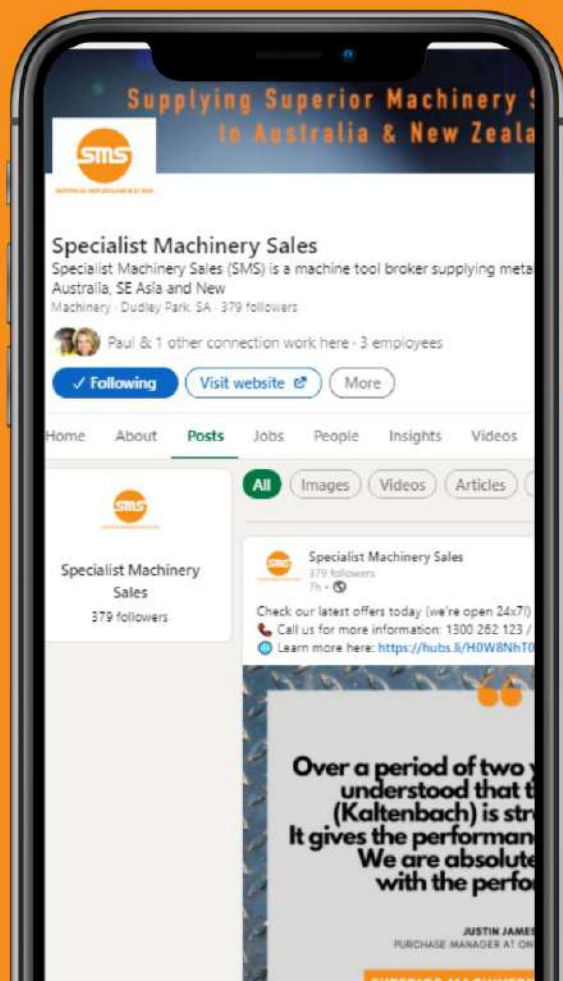 Supplying Superior Machinery S
to Australia & New Zeala
sms
Specialist Machinery Sales
Specialist Machinery Sales (SMS) is a machine tool broker supplying meta
Australia, SE Asia and New
Machinery · Dudley Park, SA · 379 followers
Paul & 1 other connection work here - 3 employees
✓ Following
Visit website
More
Home About Posts Jobs People Insights Videos
All Images Videos Articles
sms
Specialist Machinery
Sales
379 followers
sms
Specialist Machinery Sales
379 followers
7h •
Check our latest offers today (we're open 24x7!)
Call us for more information: 1300 262 123 /
Learn more here: https://hubs.li/H0W8NhT0
Over a period of two y
understood that t
(Kaltenbach) is str
It gives the performan
We are absolute
with the perfo
JUSTIN JAMES
PURCHASE MANAGER AT ON
SUPERIOR MACHINERY